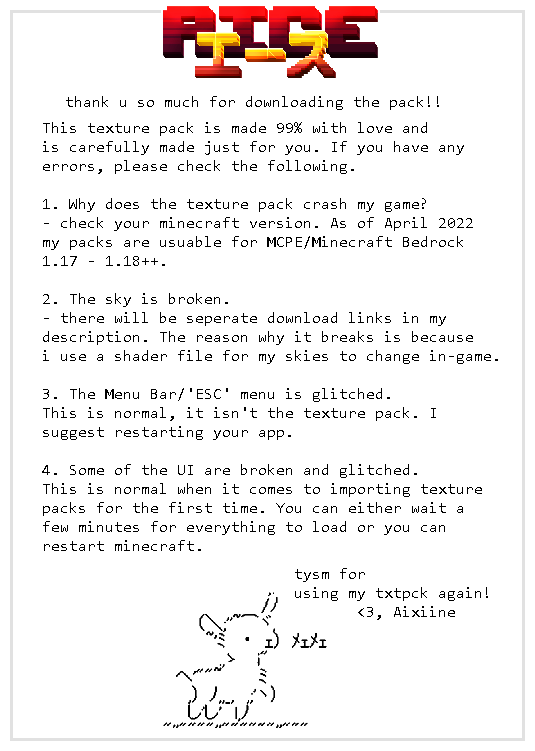 AICE
エース
thank u so much for downloading the pack!!
This texture pack is made 99% with love and
is carefully made just for you. If you have any
errors, please check the following.
1. Why does the texture pack crash my game?
- check your minecraft version. As of April 2022
my packs are usuable for MCPE/Minecraft Bedrock
1.17 - 1.18++.
2. The sky is broken.
- there will be seperate download links in my
description. The reason why it breaks is because
i use a shader file for my skies to change in-game.
3. The Menu Bar/'ESC' menu is glitched.
This is normal, it isn't the texture pack. I
suggest restarting your app.
4. Some of the UI are broken and glitched.
This is normal when it comes to importing texture
packs for the first time. You can either wait a
few minutes for everything to load or you can
restart minecraft.
tysm for
using my txtpck again!
<3, Aixiine
ﾒｪﾒｪ